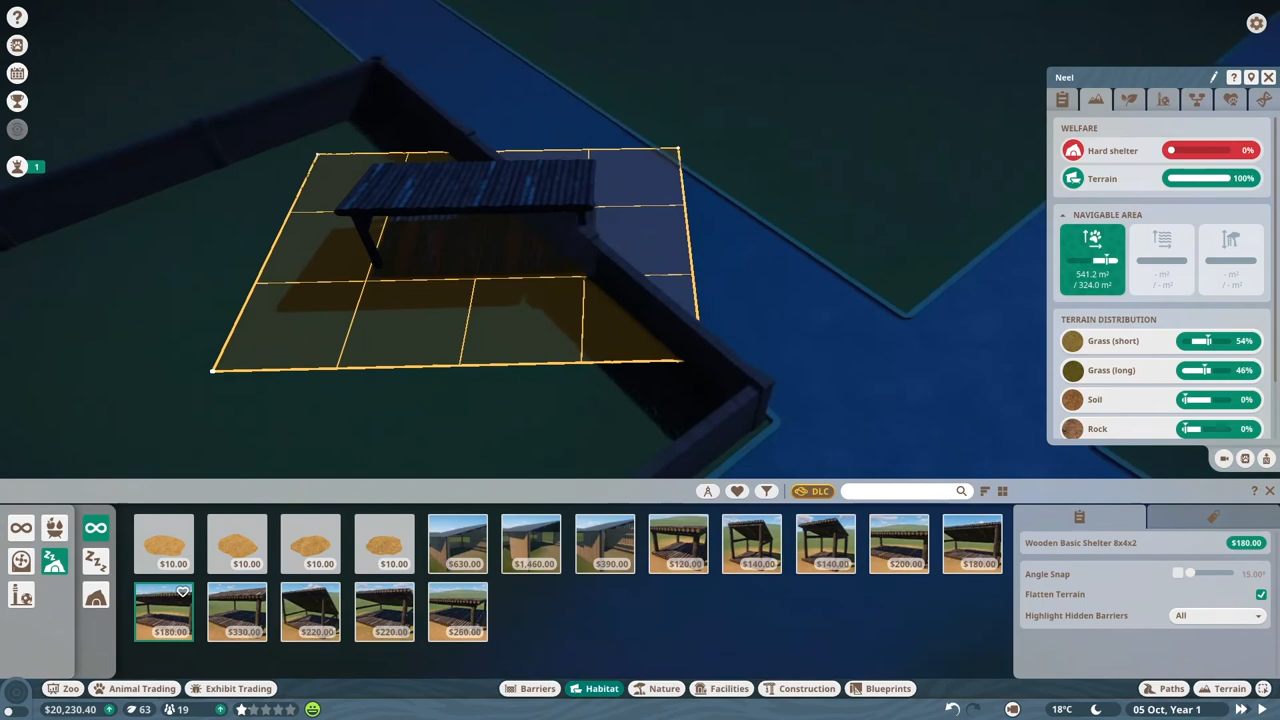 1
Neel
?
WELFARE
Hard shelter 0%
Terrain 100%
NAVIGABLE AREA
541.2 m² / 324.0 m²
- m² / - m²
- m² / - m²
TERRAIN DISTRIBUTION
Grass (short) 54%
Grass (long) 46%
Soil 0%
Rock 0%
DLC
?
$10.00 $10.00 $10.00 $10.00 $630.00 $1,460.00 $390.00 $120.00 $140.00 $140.00 $200.00 $180.00
$180.00 $330.00 $220.00 $220.00 $260.00
Wooden Basic Shelter 8x4x2 $180.00
Angle Snap 15.00°
Flatten Terrain
Highlight Hidden Barriers All
Zoo Animal Trading Exhibit Trading Barriers Habitat Nature Facilities Construction Blueprints Paths Terrain
$20,230.40 63 19 18°C 05 Oct, Year 1